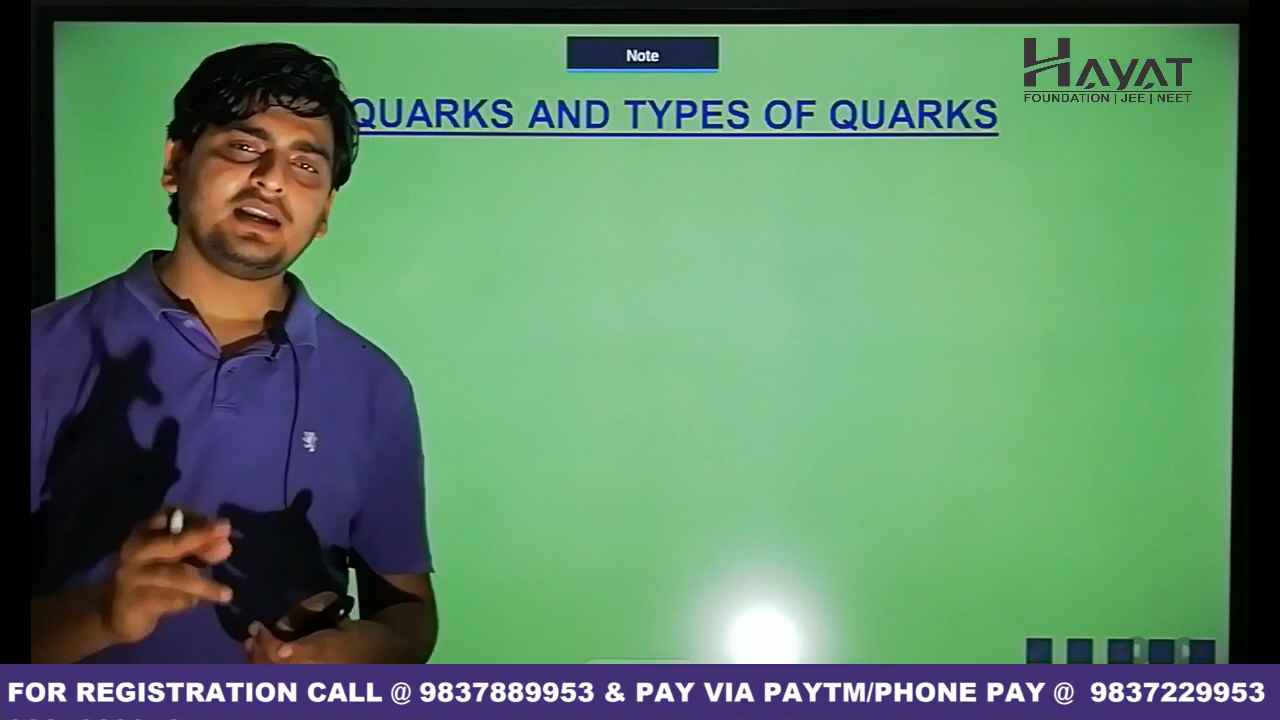 Note
HAYAT
FOUNDATION | JEE | NEET
QUARKS AND TYPES OF QUARKS
FOR REGISTRATION CALL @ 9837889953 & PAY VIA PAYTM/PHONE PAY @ 9837229953